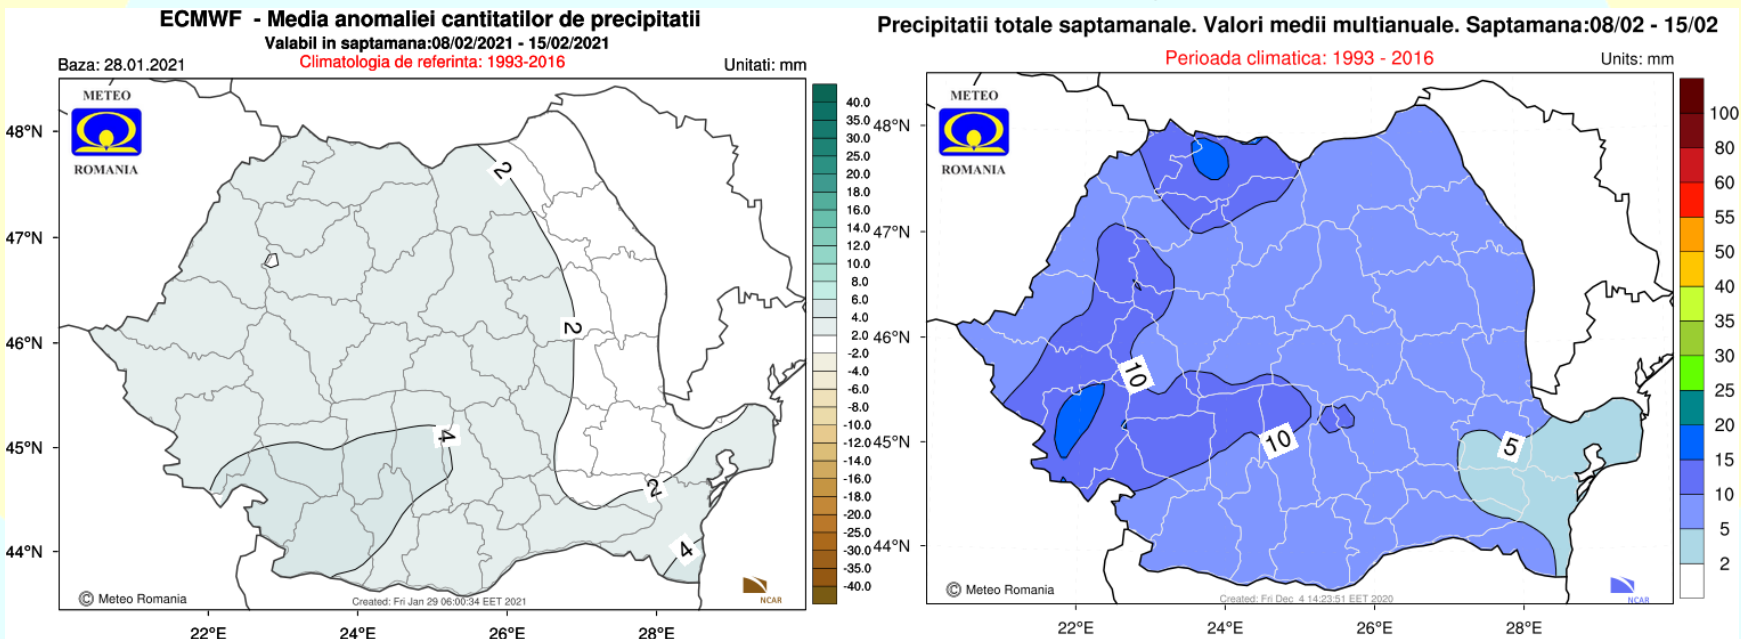 ECMWF - Media anomaliei cantitatilor de precipitatii
Valabil in saptamana:08/02/2021 - 15/02/2021
Baza: 28.01.2021
Climatologia de referinta: 1993-2016
Unitati: mm
METEO
ROMANIA
48°N
47°N
46°N
45°N
44°N
2
2
4
2
4
40.0
35.0
30.0
25.0
20.0
18.0
16.0
14.0
12.0
10.0
8.0
6.0
4.0
2.0
-2.0
-4.0
-6.0
-8.0
-10.0
-12.0
-14.0
-16.0
-18.0
-20.0
-25.0
-30.0
-35.0
-40.0
© Meteo Romania
Created: Fri Jan 29 06:00:34 EET 2021
NCAR
22°E
24°E
26°E
28°E
Precipitatii totale saptamanale. Valori medii multianuale. Saptamana:08/02 - 15/02
Perioada climatica: 1993 - 2016
Units: mm
METEO
ROMANIA
48°N
47°N
46°N
45°N
44°N
10
10
5
100
80
60
55
50
40
35
30
25
20
15
10
5
2
© Meteo Romania
Created: Fri Dec 4 14:23:51 EET 2020
NCAR
22°E
24°E
26°E
28°E